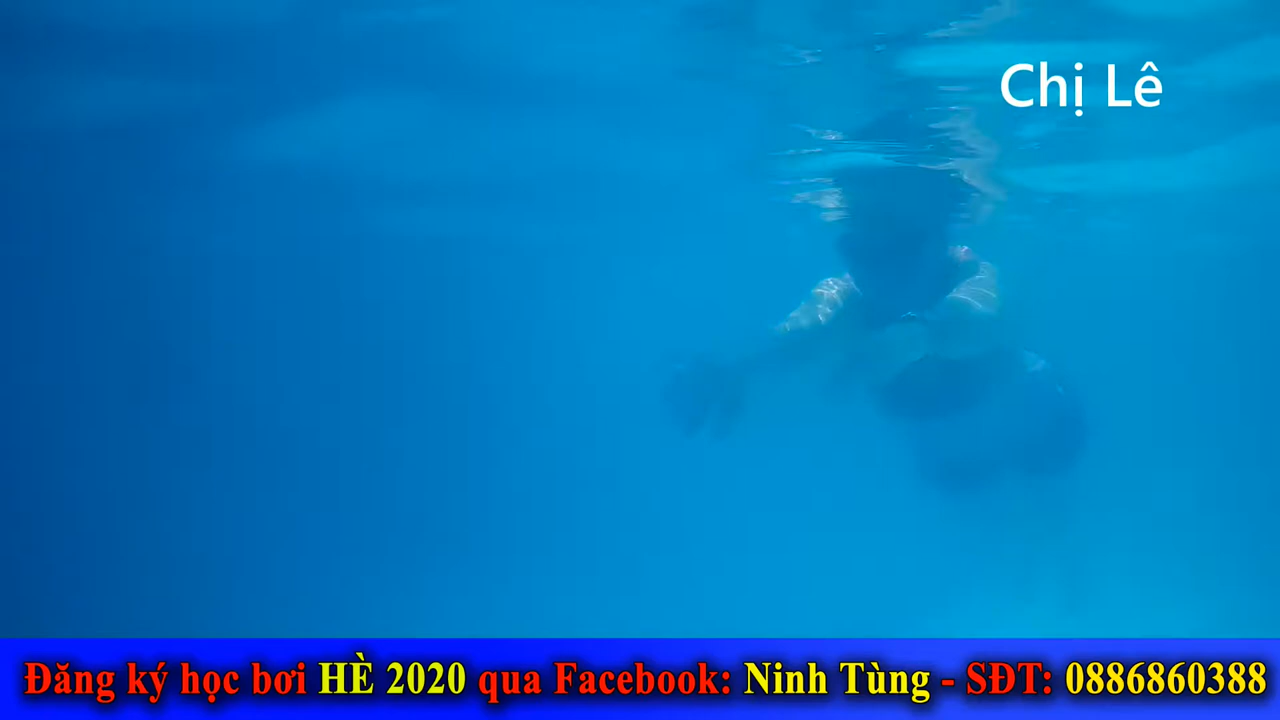 Chị Lê
Đăng ký học bơi HÈ 2020 qua Facebook: Ninh Tùng - SĐT: 0886860388